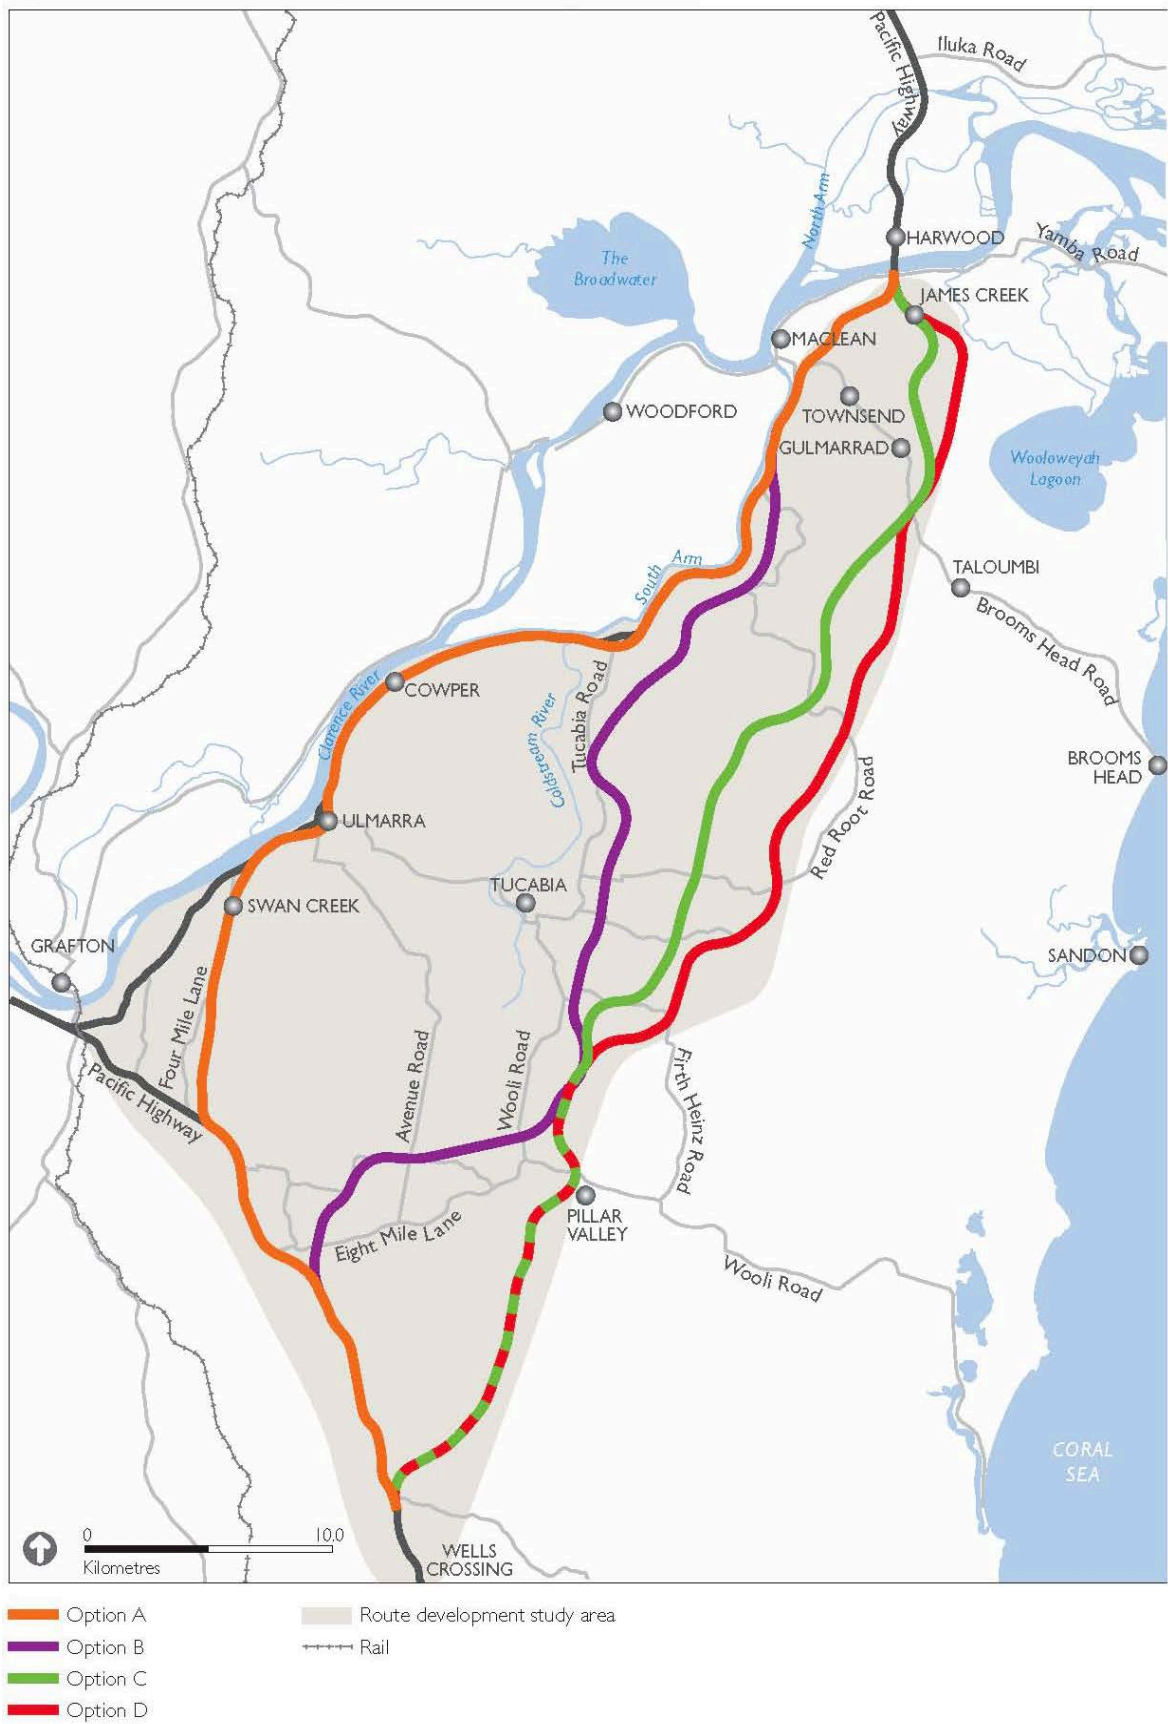 Pacific Highway
Iluka Road
North Arm
HARWOOD
Yamba Road
The
Broadwater
JAMES CREEK
MACLEAN
WOODFORD
TOWNSEND
GULMARRAD
Wooloweyah
Lagoon
South Arm
TALOUMBI
Brooms Head Road
COWPER
Clarence River
Tucabia Road
Coldstream River
BROOMS
HEAD
ULMARRA
Red Root Road
TUCABIA
SWAN CREEK
GRAFTON
SANDON
Four Mile Lane
Avenue Road
Wooli Road
Firth Heinz Road
Pacific Highway
PILLAR
VALLEY
Eight Mile Lane
Wooli Road
CORAL
SEA
0 10.0
Kilometres
WELLS
CROSSING
Option A
Route development study area
Option B
Rail
Option C
Option D